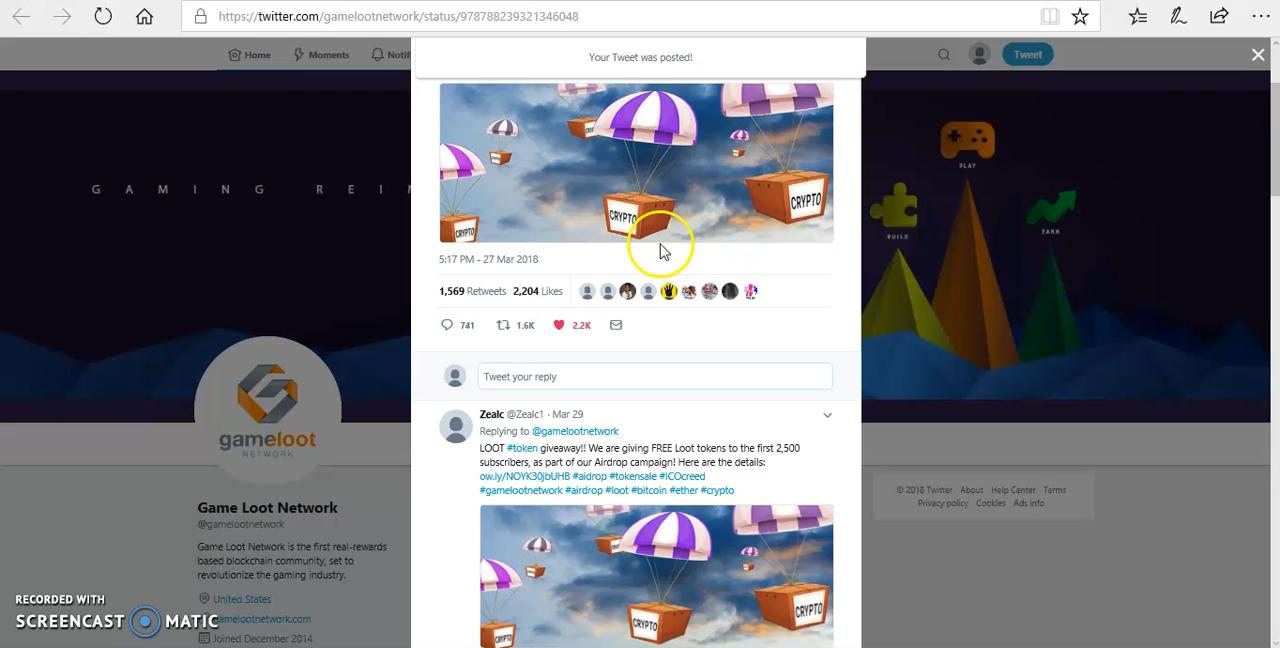 https://twitter.com/gamelootnetwork/status/978788239321346048
Home
Moments
Notif
Your Tweet was posted!
Tweet
GAMING REI
CRYPTO
CRYPTO
CRYPTO
PLAY
BUILD
EARN
5:17 PM - 27 Mar 2018
1,569 Retweets 2,204 Likes
741 1.6K 2.2K
Tweet your reply
gameloot
NETWORK
Zealc @Zealc1 · Mar 29
Replying to @gamelootnetwork
LOOT #token giveaway!! We are giving FREE Loot tokens to the first 2,500
subscribers, as part of our Airdrop campaign! Here are the details:
ow.ly/NOYK30jbUHB #aidrop #tokensale #ICOcreed
#gamelootnetwork #airdrop #loot #bitcoin #ether #crypto
CRYPTO
CRYPTO
CRYPTO
Game Loot Network
@gamelootnetwork
Game Loot Network is the first real-rewards
based blockchain community, set to
revolutionize the gaming industry.
United States
gamelootnetwork.com
Joined December 2014
© 2018 Twitter About Help Center Terms
Privacy policy Cookies Ads info
RECORDED WITH
SCREENCAST MATIC